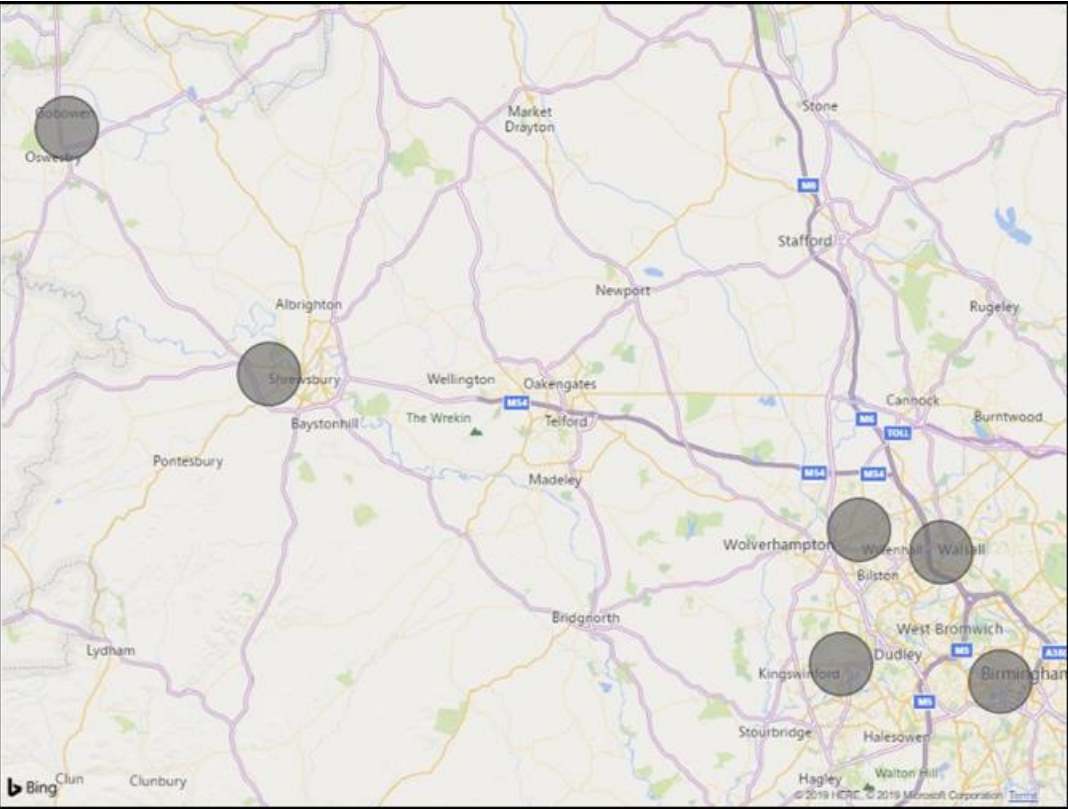 Gobowen
Oswestry
Market
Drayton
Stone
M6
Stafford
Newport
Rugeley
Albrighton
Shrewsbury
Wellington
Oakengates
M54
The Wrekin
Telford
Baystonhill
Cannock
Burntwood
M6
TOLL
Pontesbury
Madeley
M54
M54
Wolverhampton
Willenhall
Walsall
Bilston
Bridgnorth
West Bromwich
Lydham
M5
Dudley
Kingswinford
Birmingham
M5
Stourbridge
Halesowen
Clun
Clunbury
Hagley
Walton Hill
Bing
© 2019 HERE, © 2019 Microsoft Corporation Terms